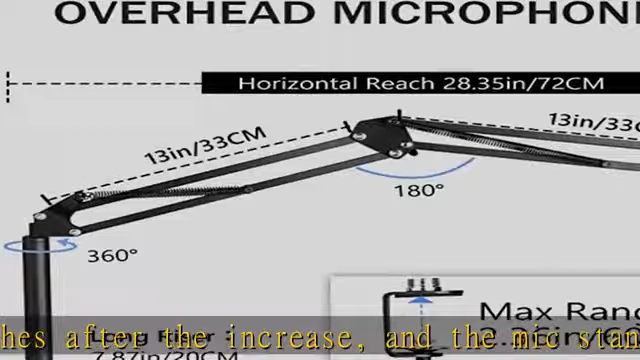 OVERHEAD MICROPHON
Horizontal Reach 28.35in/72CM
13in/33CM
13in/33C
180°
360°
Max Rang
hes after the increase, and the mic stan
7.87in/20CM